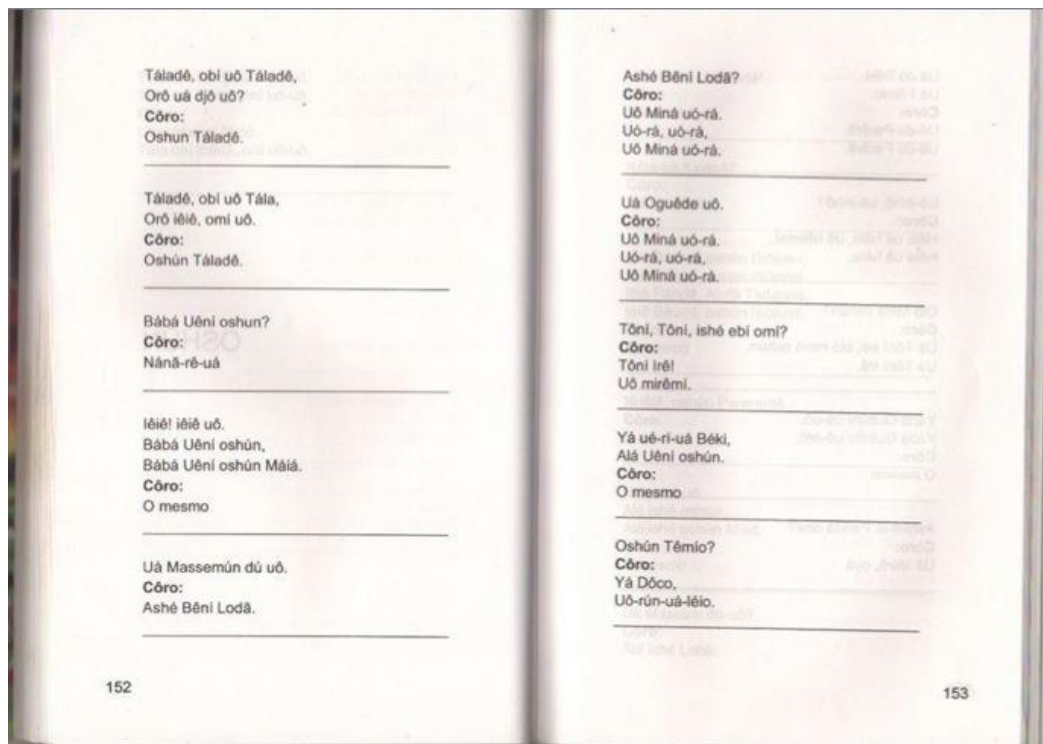 Táladê, obí uô Táladê,
Orô uá djô uô?
Côro:
Oshun Táladê.
Táladê, obí uô Tála,
Orô iêiê, omí uô.
Côro:
Oshún Táladê.
Bábá Uêní oshun?
Côro:
Nánã-rê-uá
Iêiê! iêiê uô.
Bábá Uêní oshún,
Bábá Uêní oshún Máiá.
Côro:
O mesmo
Uá Massemún dú uô.
Côro:
Ashé Bêní Lodã.
152
Ashé Bêní Lodã?
Côro:
Uô Miná uó-rá.
Uó-rá, uô-rá,
Uô Miná uó-rá.
Uá Oguêde uô.
Côro:
Uô Miná uó-rá.
Uó-rá, uó-rá,
Uô Miná uó-rá.
Tôní, Tôní, ishé ebí omí?
Côro:
Tôní irê!
Uô mirêmí.
Yá uê-rí-uá Béki,
Alá Uêní oshún.
Côro:
O mesmo
Oshún Têmio?
Côro:
Yá Dôco,
Uô-rún-uá-léio.
153